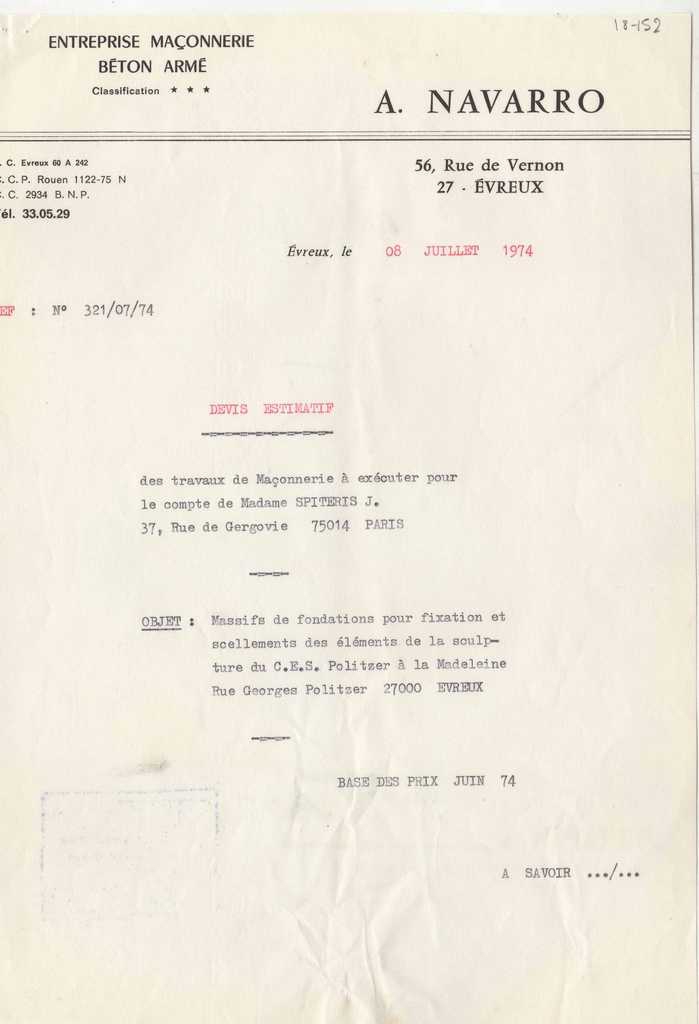 18-152
ENTREPRISE MAÇONNERIE
BÉTON ARMÉ
Classification ★ ★ ★
A. NAVARRO
. C. Evreux 60 A 242
C.C.P. Rouen 1122-75 N
. C. 2934 B.N.P.
Tél. 33.05.29
56, Rue de Vernon
27 - ÉVREUX
Évreux, le 08 JUILLET 1974
EF : Nº 321/07/74
DEVIS ESTIMATIF
des travaux de Maçonnerie à exécuter pour
le compte de Madame SPITERIS J.
37, Rue de Gergovie 75014 PARIS
OBJET : Massifs de fondations pour fixation et
scellements des éléments de la sculp-
ture du C.E.S. Politzer à la Madeleine
Rue Georges Politzer 27000 EVREUX
BASE DES PRIX JUIN 74
A SAVOIR .../...